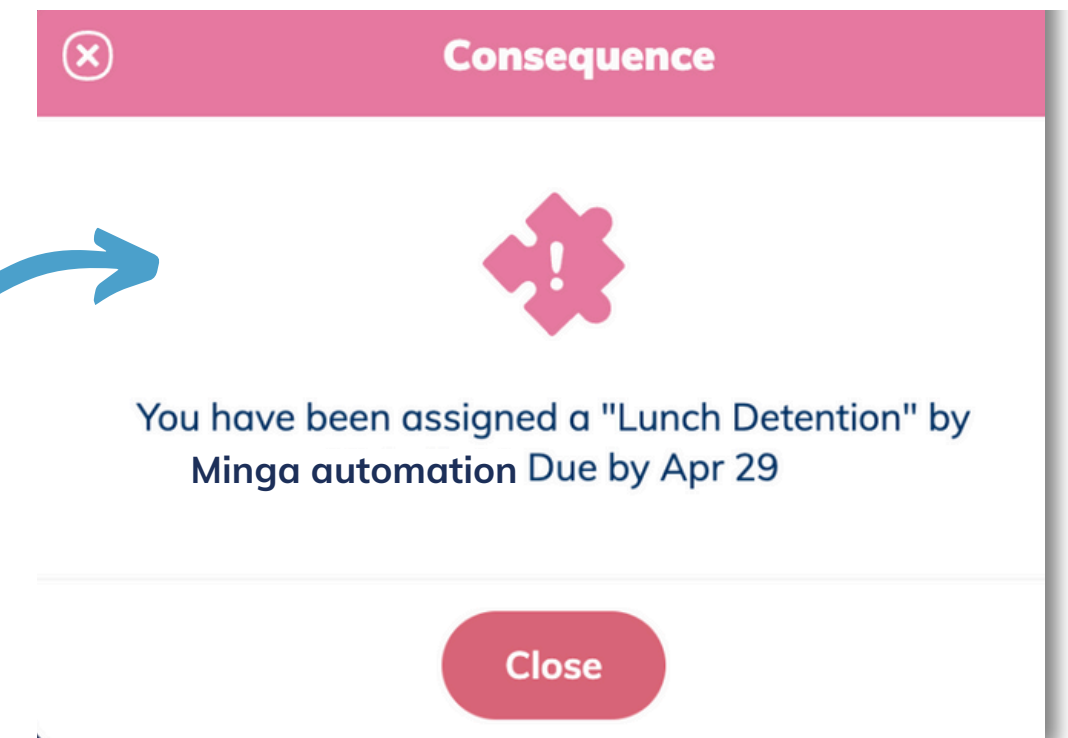 Consequence
You have been assigned a "Lunch Detention" by
Minga automation Due by Apr 29
Close